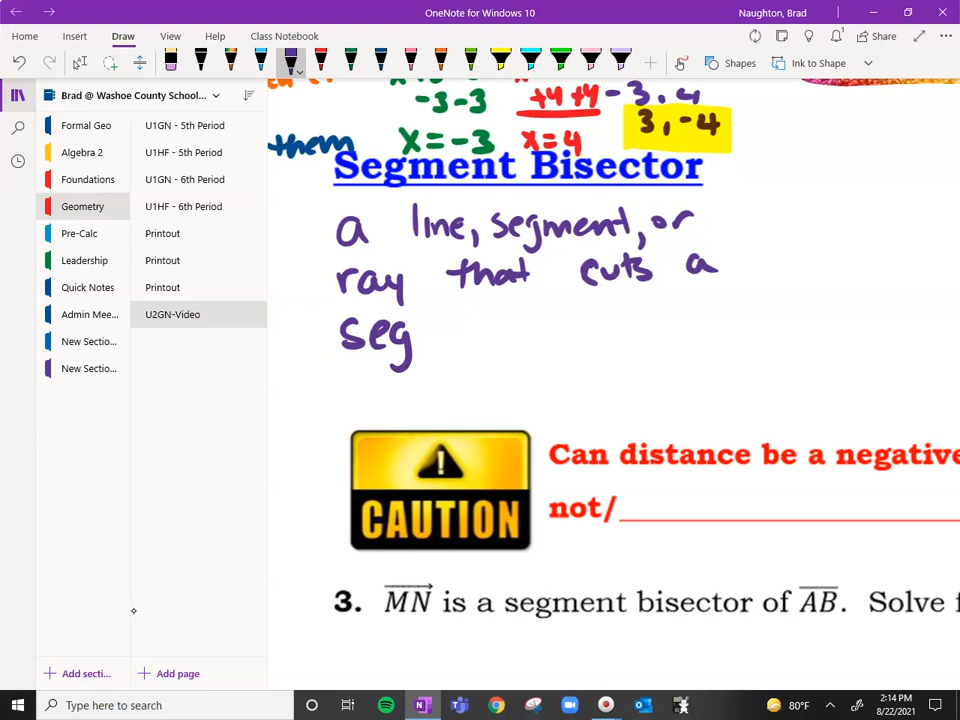 OneNote for Windows 10
Naughton, Brad
Home Insert Draw View Help Class Notebook
Share
Shapes
Ink to Shape
Brad @ Washoe County School...
Formal Geo
Algebra 2
Foundations
Geometry
Pre-Calc
Leadership
Quick Notes
Admin Mee...
New Sectio...
New Sectio...
Add secti...
U1GN - 5th Period
U1HF - 5th Period
U1GN - 6th Period
U1HF - 6th Period
Printout
Printout
Printout
U2GN-Video
Add page
-3 -3 +4 +4 -3, 4
them x = -3 x = 4 3, -4
Segment Bisector
a line, segment, or
ray that cuts a
seg
CAUTION
Can distance be a negative
not/
3. MN is a segment bisector of AB. Solve f
Type here to search
80°F
2:14 PM
8/22/2021